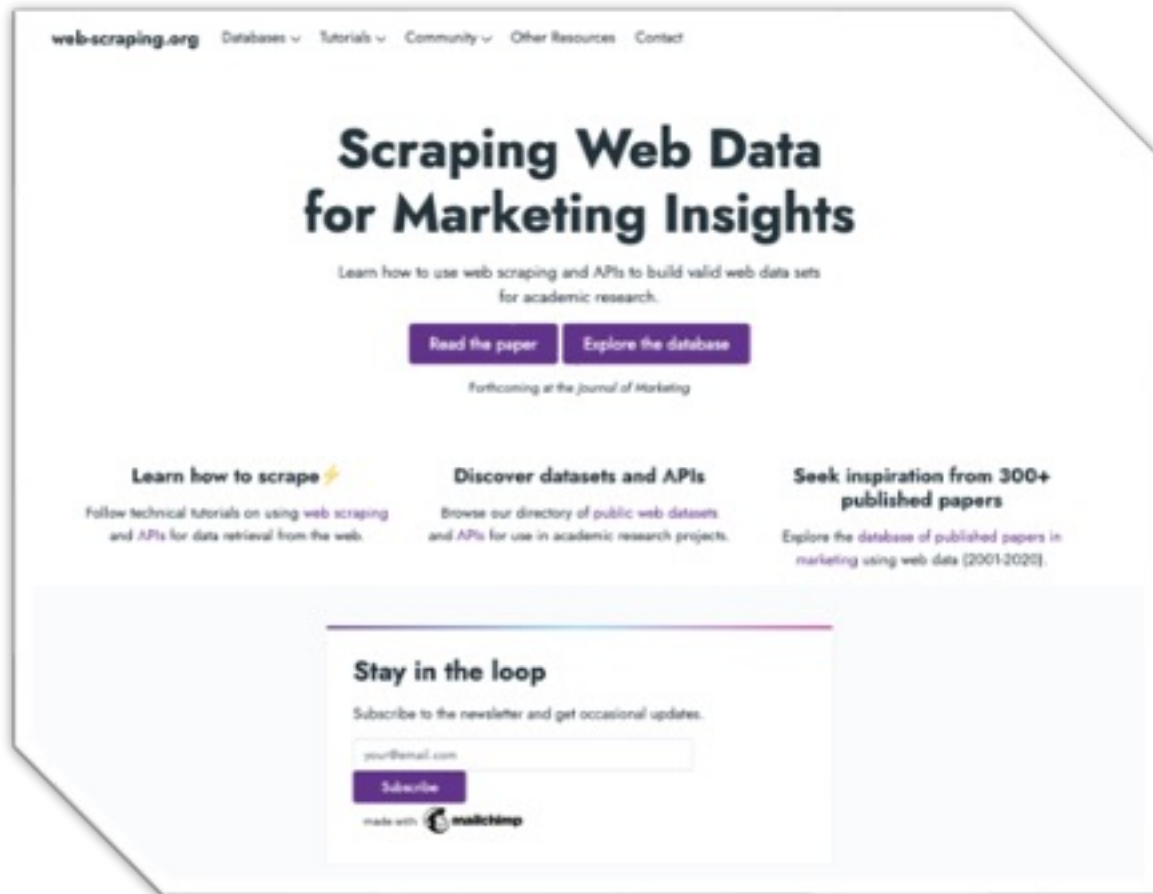 web-scraping.org Databases Tutorials Community Other Resources Contact
Scraping Web Data
for Marketing Insights
Learn how to use web scraping and APIs to build valid web data sets
for academic research.
Read the paper Explore the database
Forthcoming at the Journal of Marketing
Learn how to scrape⚡
Follow technical tutorials on using web scraping
and APIs for data retrieval from the web.
Discover datasets and APIs
Browse our directory of public web datasets
and APIs for use in academic research projects.
Seek inspiration from 300+
published papers
Explore the database of published papers in
marketing using web data (2001-2020).
Stay in the loop
Subscribe to the newsletter and get occasional updates.
your@email.com
Subscribe
made with mailchimp